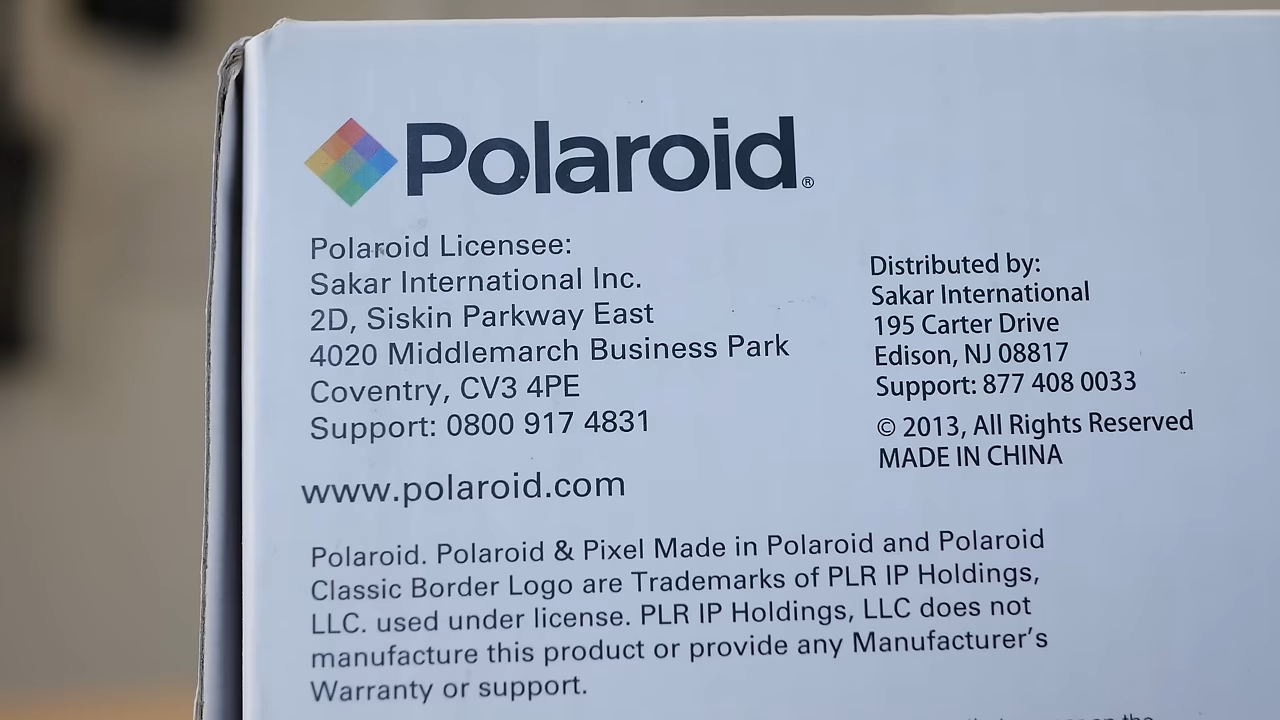 Polaroid®
Polaroid Licensee:
Sakar International Inc.
2D, Siskin Parkway East
4020 Middlemarch Business Park
Coventry, CV3 4PE
Support: 0800 917 4831
www.polaroid.com
Distributed by:
Sakar International
195 Carter Drive
Edison, NJ 08817
Support: 877 408 0033
© 2013, All Rights Reserved
MADE IN CHINA
Polaroid. Polaroid & Pixel Made in Polaroid and Polaroid
Classic Border Logo are Trademarks of PLR IP Holdings,
LLC. used under license. PLR IP Holdings, LLC does not
manufacture this product or provide any Manufacturer's
Warranty or support.